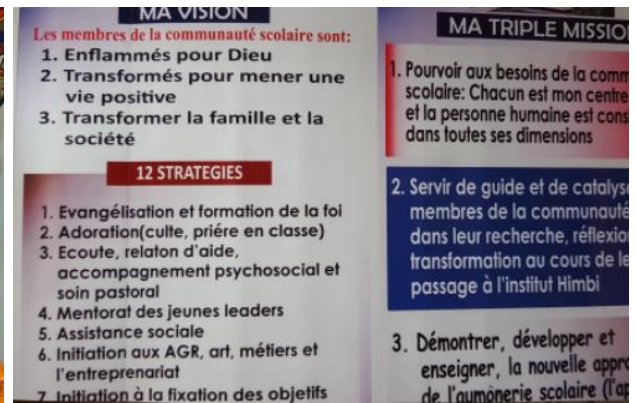 MA VISION
Les membres de la communauté scolaire sont:
1. Enflammés pour Dieu
2. Transformés pour mener une
vie positive
3. Transformer la famille et la
société
12 STRATEGIES
1. Evangélisation et formation de la foi
2. Adoration(culte, priére en classe)
3. Ecoute, relaton d'aide,
accompagnement psychosocial et
soin pastoral
4. Mentorat des jeunes leaders
5. Assistance sociale
6. Initiation aux AGR, art, métiers et
l'entreprenariat
7. Initiation à la fixation des objetifs
MA TRIPLE MISSION
1. Pourvoir aux besoins de la
scolaire: Chacun est mon centre
et la personne humaine est
dans toutes ses dimensions
2. Servir de guide et de
membres de la communauté
dans leur recherche,
transformation au cours de
passage à l'institut Himbi
3. Démontrer, développer et
enseigner, la nouvelle
de l'aumônerie scolaire